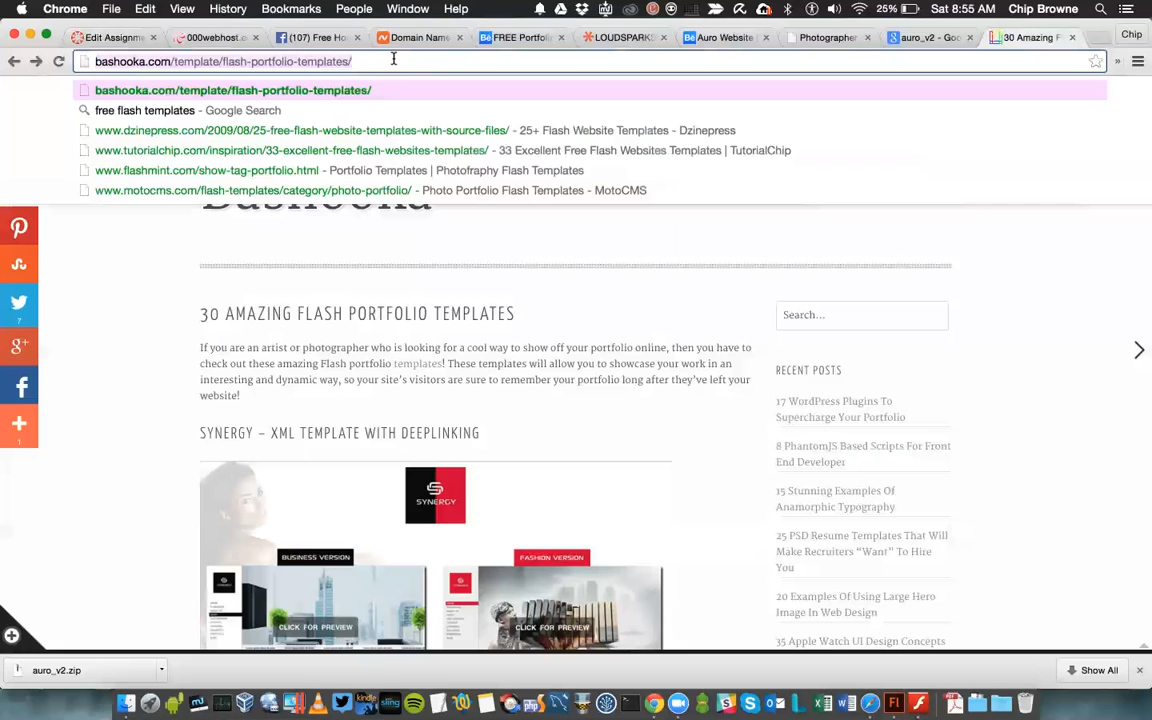 Chrome File Edit View History Bookmarks People Window Help 25% Sat 8:55 AM Chip Browne
Edit Assignme 000webhost.c (107) Free Ho Domain Name FREE Portfoli LOUDSPARKS Auro Website Photographer auro_v2 - Goo 30 Amazing F Chip
bashooka.com/template/flash-portfolio-templates/
bashooka.com/template/flash-portfolio-templates/
free flash templates - Google Search
www.dzinepress.com/2009/08/25-free-flash-website-templates-with-source-files/ - 25+ Flash Website Templates - Dzinepress
www.tutorialchip.com/inspiration/33-excellent-free-flash-websites-templates/ - 33 Excellent Free Flash Websites Templates | TutorialChip
www.flashmint.com/show-tag-portfolio.html - Portfolio Templates | Photofraphy Flash Templates
www.motocms.com/flash-templates/category/photo-portfolio/ - Photo Portfolio Flash Templates - MotoCMS
Bashooka
30 AMAZING FLASH PORTFOLIO TEMPLATES
If you are an artist or photographer who is looking for a cool way to show off your portfolio online, then you have to
check out these amazing Flash portfolio templates! These templates will allow you to showcase your work in an
interesting and dynamic way, so your site's visitors are sure to remember your portfolio long after they've left your
website!
SYNERGY – XML TEMPLATE WITH DEEPLINKING
SYNERGY
BUSINESS VERSION FASHION VERSION
CLICK FOR PREVIEW CLICK FOR PREVIEW
7
1
Search...
RECENT POSTS
17 WordPress Plugins To
Supercharge Your Portfolio
8 PhantomJS Based Scripts For Front
End Developer
15 Stunning Examples Of
Anamorphic Typography
25 PSD Resume Templates That Will
Make Recruiters “Want” To Hire
You
20 Examples Of Using Large Hero
Image In Web Design
35 Apple Watch UI Design Concepts
auro_v2.zip Show All